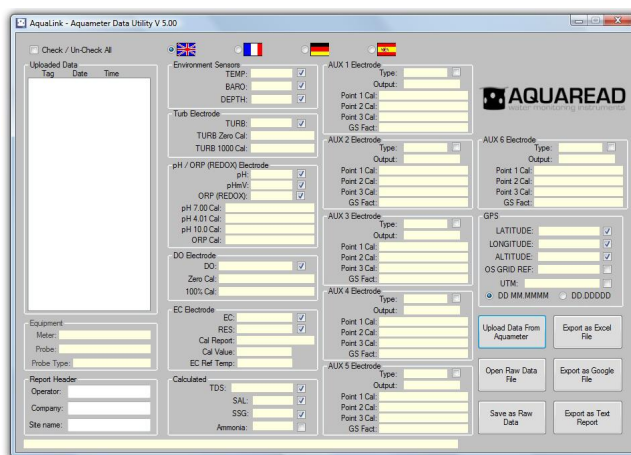 AquaLink - Aquameter Data Utility V 5.00
Check / Un-Check All
Uploaded Data
Tag Date Time
Equipment
Meter:
Probe:
Probe Type:
Report Header
Operator:
Company:
Site name:
Environment Sensors
TEMP:
BARO:
DEPTH:
Turb Electrode
TURB:
TURB Zero Cal:
TURB 1000 Cal:
pH / ORP (REDOX) Electrode
pH:
pHmV:
ORP (REDOX):
pH 7.00 Cal:
pH 4.01 Cal:
pH 10.0 Cal:
ORP Cal:
DO Electrode
DO:
Zero Cal:
100% Cal:
EC Electrode
EC:
RES:
Cal Report:
Cal Value:
EC Ref Temp:
Calculated
TDS:
SAL:
SSG:
Ammonia:
AUX 1 Electrode
Type:
Output:
Point 1 Cal:
Point 2 Cal:
Point 3 Cal:
GS Fact:
AUX 2 Electrode
Type:
Output:
Point 1 Cal:
Point 2 Cal:
Point 3 Cal:
GS Fact:
AUX 3 Electrode
Type:
Output:
Point 1 Cal:
Point 2 Cal:
Point 3 Cal:
GS Fact:
AUX 4 Electrode
Type:
Output:
Point 1 Cal:
Point 2 Cal:
Point 3 Cal:
GS Fact:
AUX 5 Electrode
Type:
Output:
Point 1 Cal:
Point 2 Cal:
Point 3 Cal:
GS Fact:
AQUAREAD
water monitoring instruments
AUX 6 Electrode
Type:
Output:
Point 1 Cal:
Point 2 Cal:
Point 3 Cal:
GS Fact:
GPS
LATITUDE:
LONGITUDE:
ALTITUDE:
OS GRID REF:
UTM:
DD MM.MMMM DD.DDDDD
Upload Data From
Aquameter
Export as Excel
File
Open Raw Data
File
Export as Google
File
Save as Raw
Data
Export as Text
Report